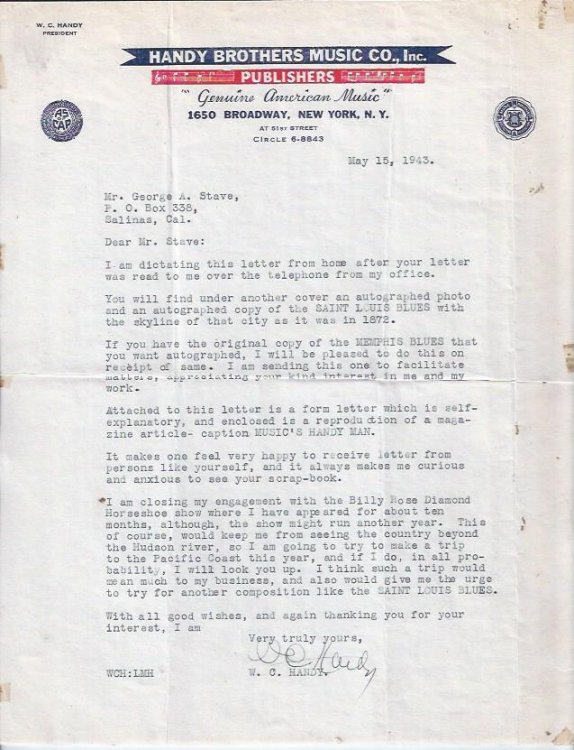 W. C. HANDY
PRESIDENT
HANDY BROTHERS MUSIC CO., Inc.
PUBLISHERS
"Genuine American Music"
1650 BROADWAY, NEW YORK, N. Y.
AT 51ST STREET
CIRCLE 6-8843
AS
CAP
May 15, 1943.
Mr. George A. Stave,
P. O. Box 338,
Salinas, Cal.
Dear Mr. Stave:
I am dictating this letter from home after your letter
was read to me over the telephone from my office.
You will find under another cover an autographed photo
and an autographed copy of the SAINT LOUIS BLUES with
the skyline of that city as it was in 1872.
If you have the original copy of the MEMPHIS BLUES that
you want autographed, I will be pleased to do this on
receipt of same. I am sending this one to facilitate
matters, appreciating your kind interest in me and my
work.
Attached to this letter is a form letter which is self-
explanatory, and enclosed is a reproduction of a maga-
zine article- caption MUSIC'S HANDY MAN.
It makes one feel very happy to receive letter from
persons like yourself, and it always makes me curious
and anxious to see your scrap-book.
I am closing my engagement with the Billy Rose Diamond
Horseshoe show where I have appeared for about ten
months, although, the show might run another year. This
of course, would keep me from seeing the country beyond
the Hudson river, so I am going to try to make a trip
to the Pacific Coast this year, and if I do, in all pro-
bability, I will look you up. I think such a trip would
mean much to my business, and also would give me the urge
to try for another composition like the SAINT LOUIS BLUES.
With all good wishes, and again thanking you for your
interest, I am
Very truly yours,
W C Handy
WCH:LMH W. C. HANDY.